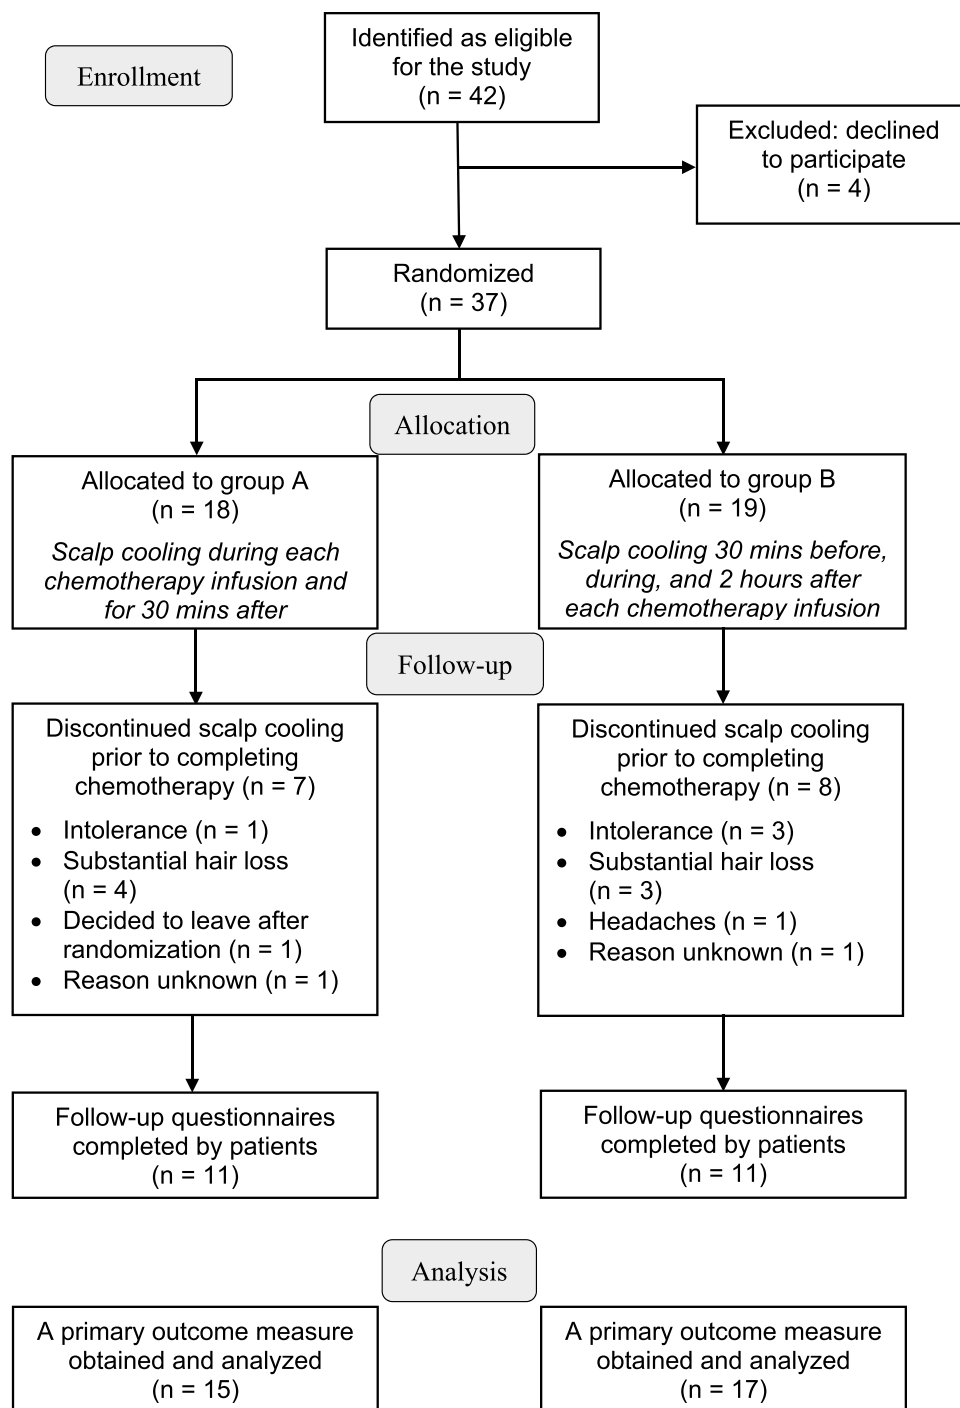 Enrollment
Identified as eligible
for the study
(n = 42)
Excluded: declined
to participate
(n = 4)
Randomized
(n = 37)
Allocation
Allocated to group A
(n = 18)
Scalp cooling during each
chemotherapy infusion and
for 30 mins after
Allocated to group B
(n = 19)
Scalp cooling 30 mins before,
during, and 2 hours after
each chemotherapy infusion
Follow-up
Discontinued scalp cooling
prior to completing
chemotherapy (n = 7)
• Intolerance (n = 1)
• Substantial hair loss
(n = 4)
• Decided to leave after
randomization (n = 1)
• Reason unknown (n = 1)
Discontinued scalp cooling
prior to completing
chemotherapy (n = 8)
• Intolerance (n = 3)
• Substantial hair loss
(n = 3)
• Headaches (n = 1)
• Reason unknown (n = 1)
Follow-up questionnaires
completed by patients
(n = 11)
Follow-up questionnaires
completed by patients
(n = 11)
Analysis
A primary outcome measure
obtained and analyzed
(n = 15)
A primary outcome measure
obtained and analyzed
(n = 17)